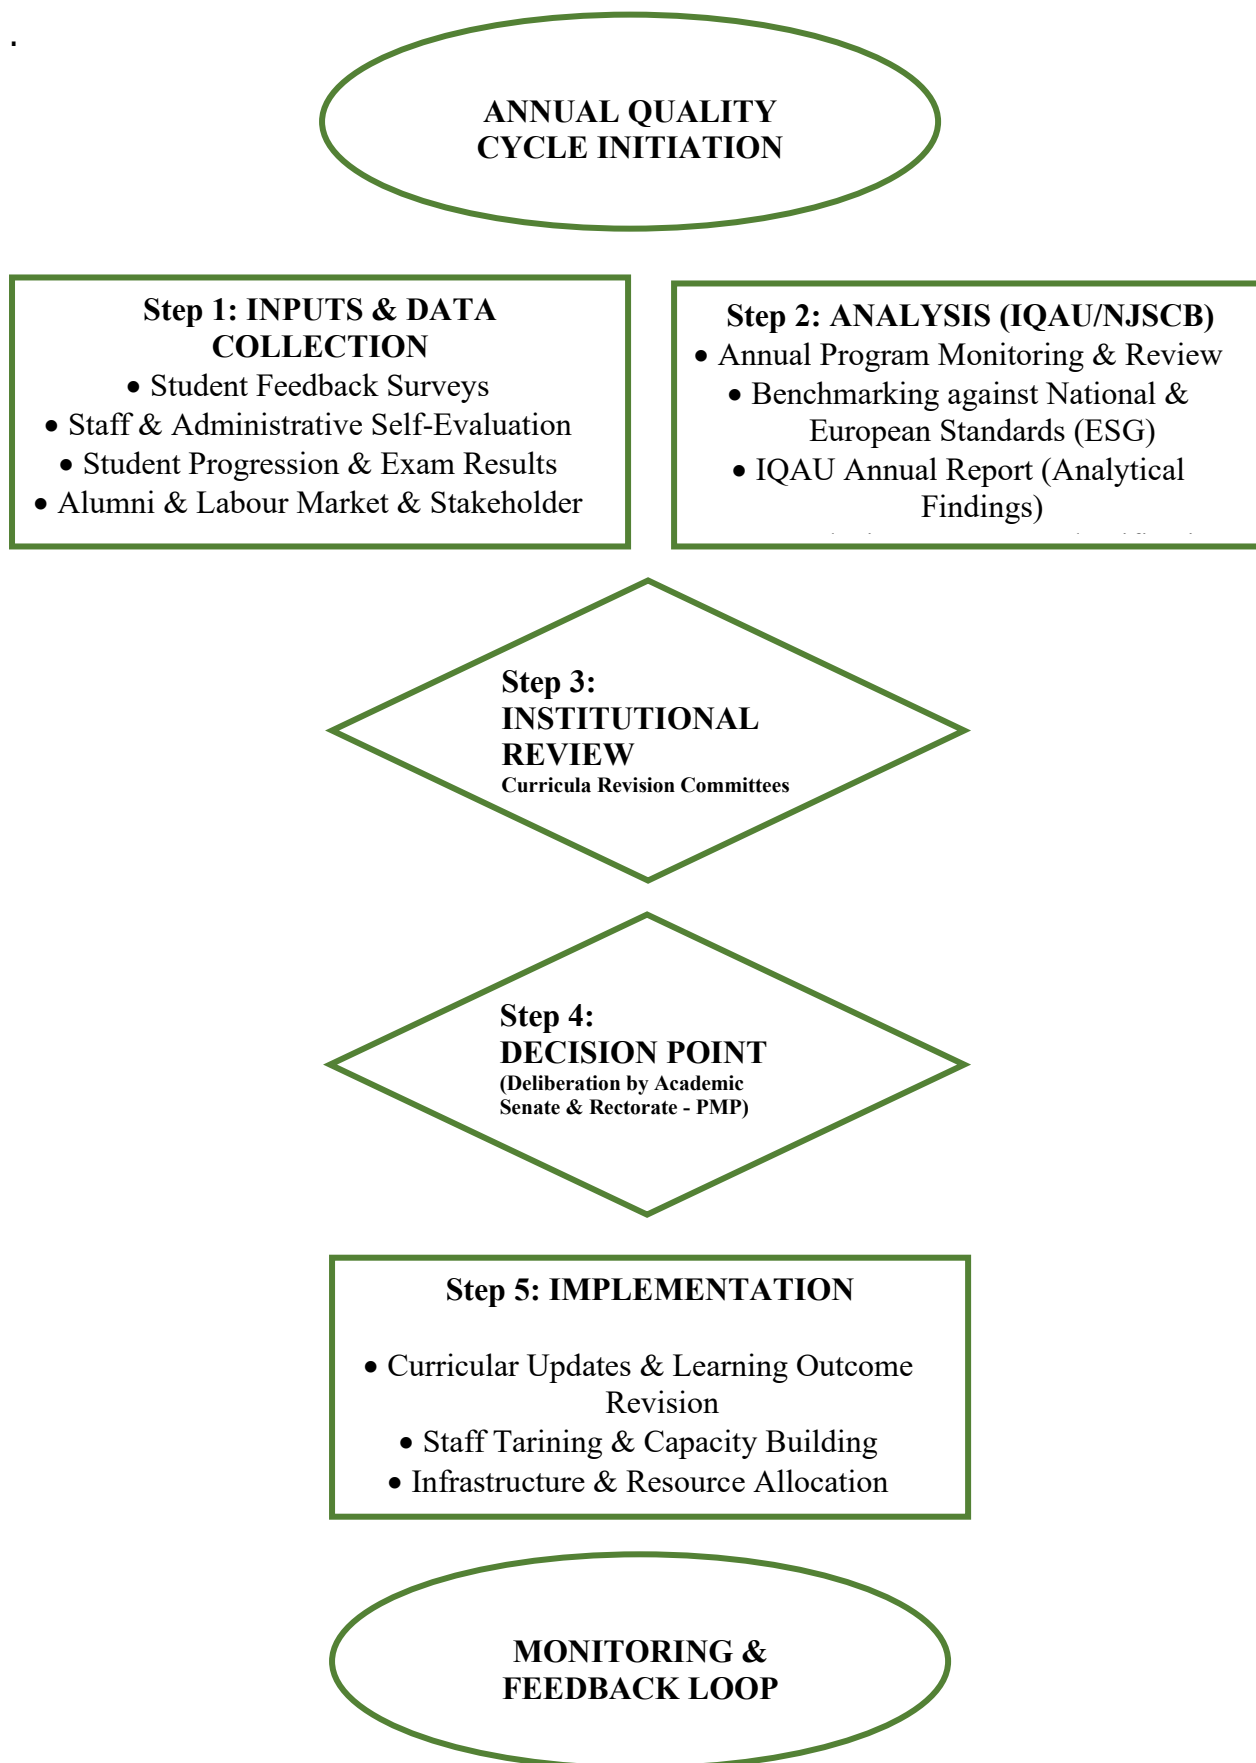 .
ANNUAL QUALITY
CYCLE INITIATION
Step 1: INPUTS & DATA
COLLECTION
• Student Feedback Surveys
• Staff & Administrative Self-Evaluation
• Student Progression & Exam Results
• Alumni & Labour Market & Stakeholder
Step 2: ANALYSIS (IQAU/NJSCB)
• Annual Program Monitoring & Review
• Benchmarking against National &
European Standards (ESG)
• IQAU Annual Report (Analytical
Findings)
Step 3:
INSTITUTIONAL
REVIEW
Curricula Revision Committees
Step 4:
DECISION POINT
(Deliberation by Academic
Senate & Rectorate - PMP)
Step 5: IMPLEMENTATION
• Curricular Updates & Learning Outcome
Revision
• Staff Tarining & Capacity Building
• Infrastructure & Resource Allocation
MONITORING &
FEEDBACK LOOP